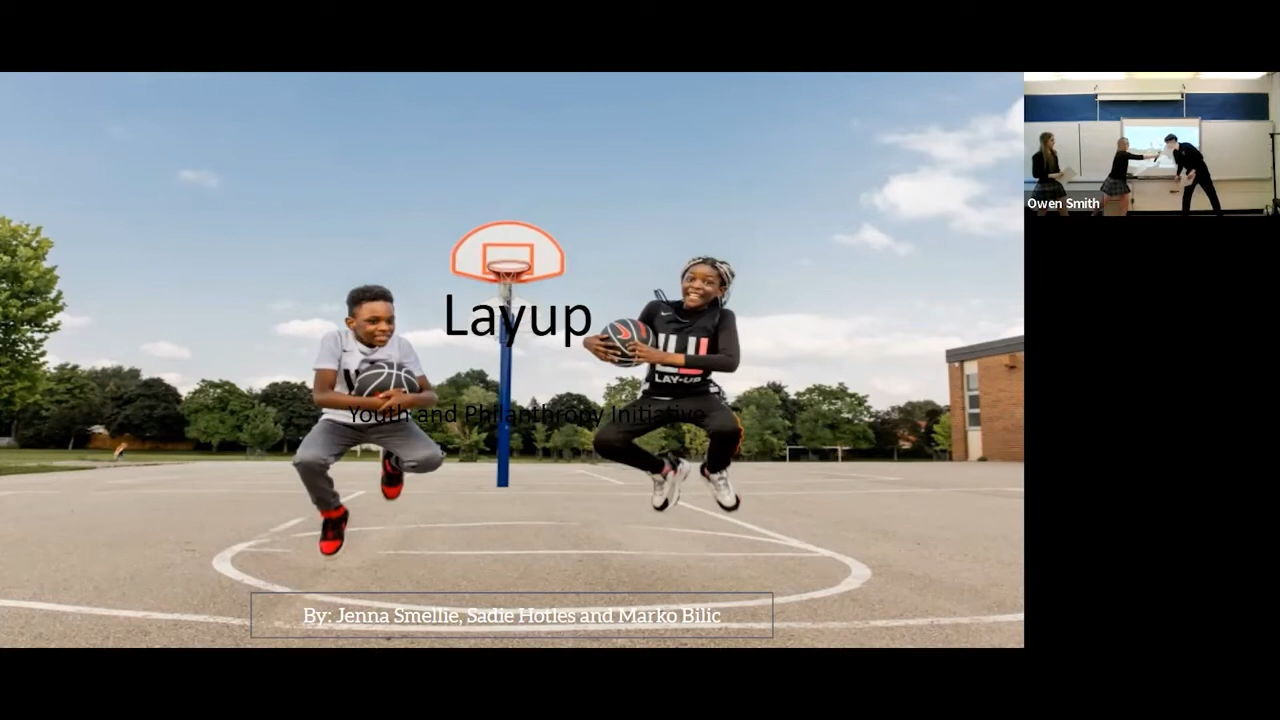 Layup
LAY-UP
Youth and Philanthropy Initiative
By: Jenna Smellie, Sadie Hotles and Marko Bilic
Owen Smith